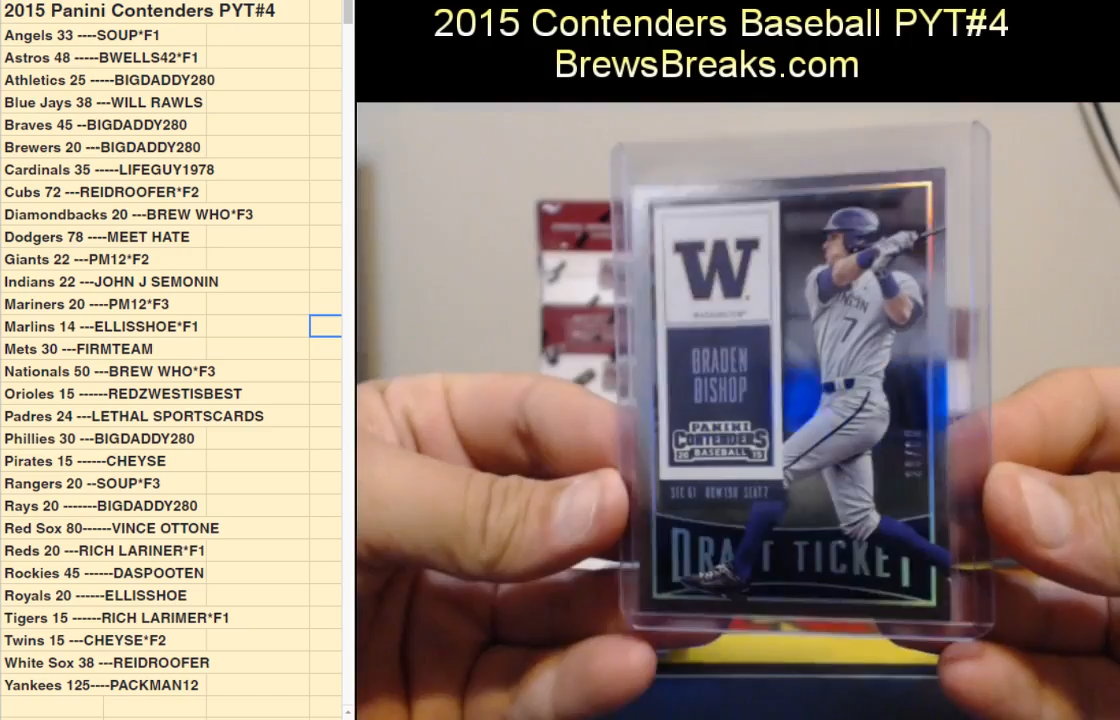 2015 Panini Contenders PYT#4
Angels 33 ----SOUP*F1
Astros 48 -----BWELLS42*F1
Athletics 25 -----BIGDADDY280
Blue Jays 38 ---WILL RAWLS
Braves 45 --BIGDADDY280
Brewers 20 ---BIGDADDY280
Cardinals 35 -----LIFEGUY1978
Cubs 72 ---REIDROOFER*F2
Diamondbacks 20 ---BREW WHO*F3
Dodgers 78 ----MEET HATE
Giants 22 ----PM12*F2
Indians 22 ----JOHN J SEMONIN
Mariners 20 ----PM12*F3
Marlins 14 ---ELLISSHOE*F1
Mets 30 ---FIRMTEAM
Nationals 50 ---BREW WHO*F3
Orioles 15 -----REDZWESTISBEST
Padres 24 ---LETHAL SPORTSCARDS
Phillies 30 ---BIGDADDY280
Pirates 15 ------CHEYSE
Rangers 20 --SOUP*F3
Rays 20 -------BIGDADDY280
Red Sox 80------VINCE OTTONE
Reds 20 ---RICH LARINER*F1
Rockies 45 ------DASPOOTEN
Royals 20 -----ELLISSHOE
Tigers 15 ------RICH LARIMER*F1
Twins 15 ---CHEYSE*F2
White Sox 38 ---REIDROOFER
Yankees 125----PACKMAN12
2015 Contenders Baseball PYT#4
BrewsBreaks.com
W
WASHINGTON
BRADEN
BISHOP
PANINI
CONTENDERS
20 BASEBALL 15
7
DRAFT TICKET